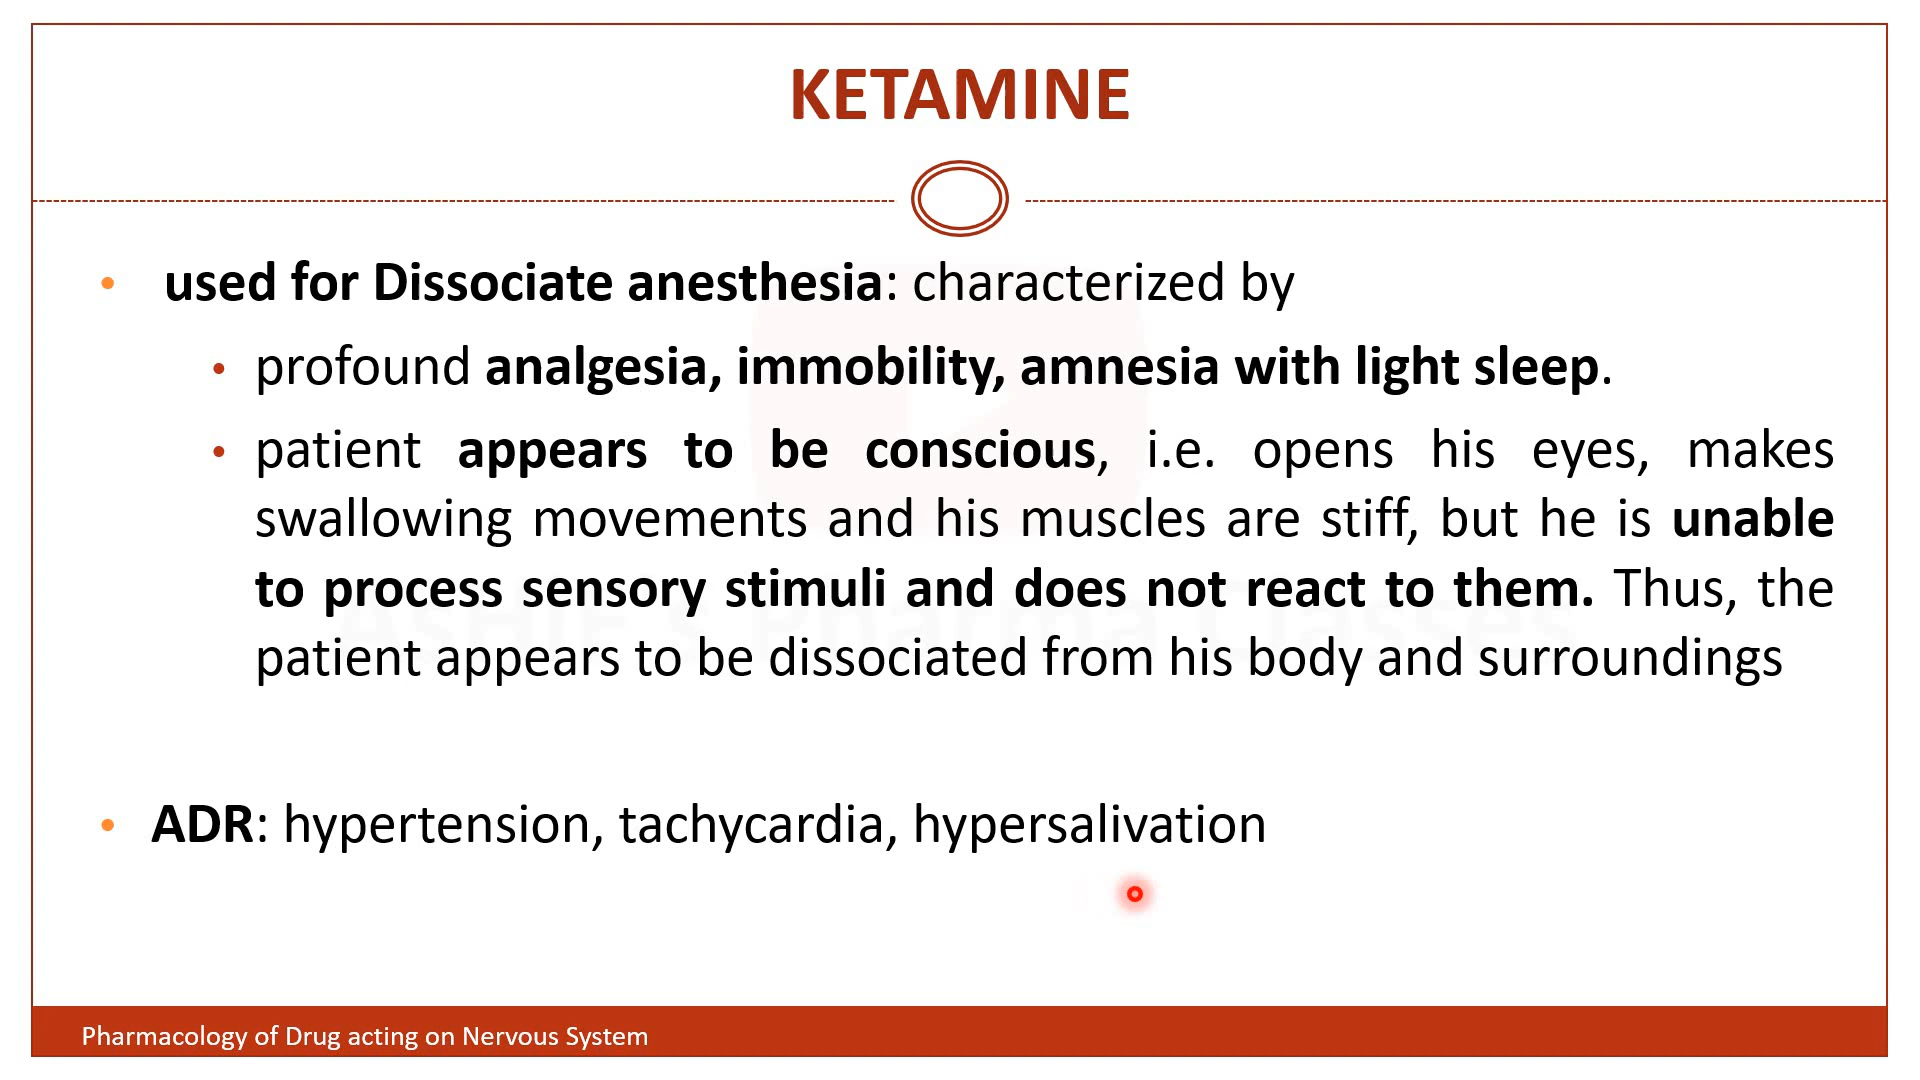 KETAMINE
• used for Dissociate anesthesia: characterized by
• profound analgesia, immobility, amnesia with light sleep.
• patient appears to be conscious, i.e. opens his eyes, makes
swallowing movements and his muscles are stiff, but he is unable
to process sensory stimuli and does not react to them. Thus, the
patient appears to be dissociated from his body and surroundings
• ADR: hypertension, tachycardia, hypersalivation
Pharmacology of Drug acting on Nervous System